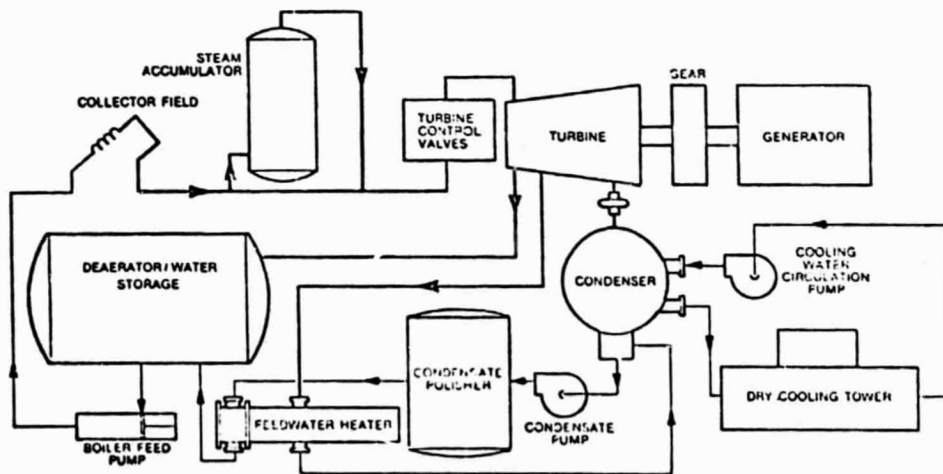 STEAM
ACCUMULATOR
COLLECTOR FIELD
GEAR
TURBINE
CONTROL
VALVES
TURBINE
GENERATOR
DEAERATOR/WATER
STORAGE
CONDENSER
COOLING
WATER
CIRCULATION
PUMP
CONDENSATE
POLISHER
DRY COOLING TOWER
FEEDWATER HEATER
CONDENSATE
PUMP
BOILER FEED
PUMP